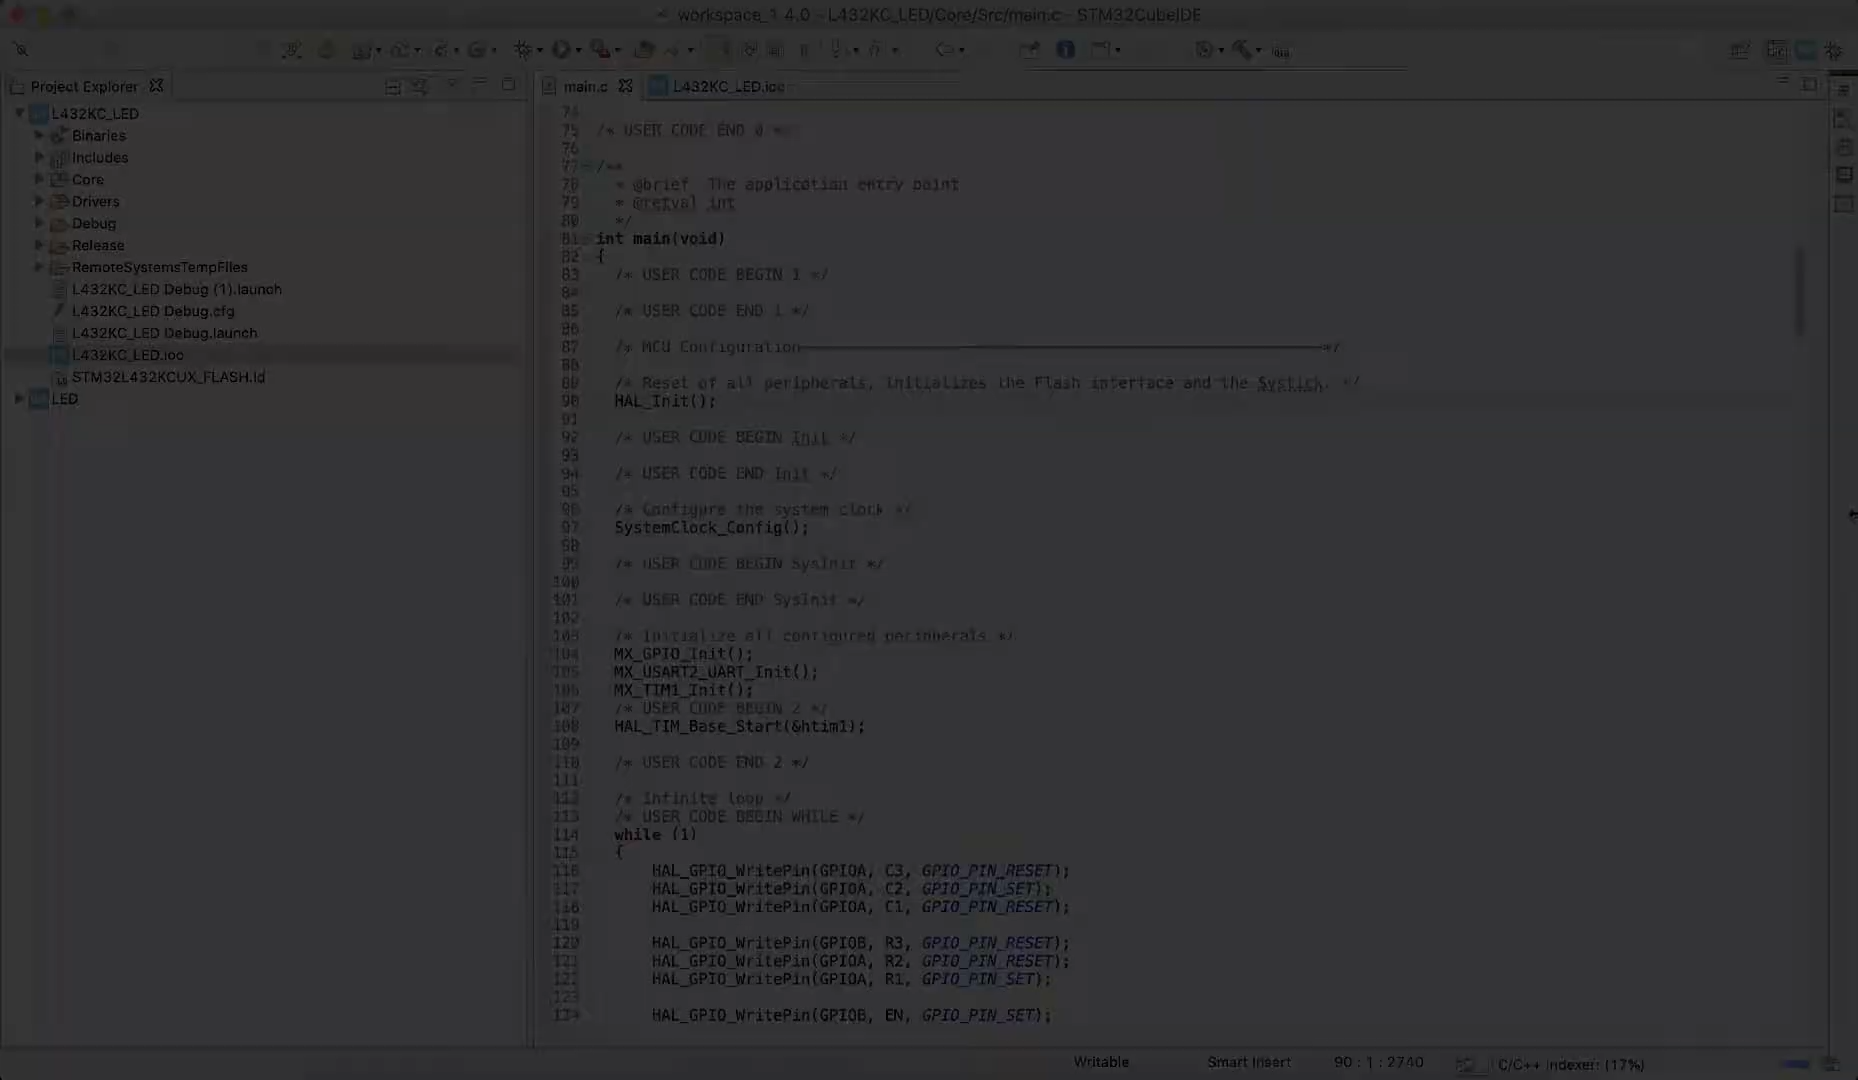 workspace_1.4.0 - L432KC_LED/Core/Src/main.c - STM32CubeIDE
Project Explorer
L432KC_LED
Binaries
Includes
Core
Drivers
Debug
Release
RemoteSystemsTempFiles
L432KC_LED Debug (1).launch
L432KC_LED Debug.cfg
L432KC_LED Debug.launch
L432KC_LED.ioc
STM32L432KCUX_FLASH.ld
LED
main.c
L432KC_LED.ioc
74
75 /* USER CODE END 0 */
76
77 /**
78 * @brief The application entry point
79 * @retval int
80 */
81 int main(void)
82 {
83 /* USER CODE BEGIN 1 */
84
85 /* USER CODE END 1 */
86
87 /* MCU Configuration--------------------------------------------------------*/
88
89 /* Reset of all peripherals, Initializes the Flash interface and the Systick. */
90 HAL_Init();
91
92 /* USER CODE BEGIN Init */
93
94 /* USER CODE END Init */
95
96 /* Configure the system clock */
97 SystemClock_Config();
98
99 /* USER CODE BEGIN SysInit */
100
101 /* USER CODE END SysInit */
102
103 /* Initialize all configured peripherals */
104 MX_GPIO_Init();
105 MX_USART2_UART_Init();
106 MX_TIM1_Init();
107 /* USER CODE BEGIN 2 */
108 HAL_TIM_Base_Start(&htim1);
109
110 /* USER CODE END 2 */
111
112 /* Infinite loop */
113 /* USER CODE BEGIN WHILE */
114 while (1)
115 {
116 HAL_GPIO_WritePin(GPIOA, C3, GPIO_PIN_RESET);
117 HAL_GPIO_WritePin(GPIOA, C2, GPIO_PIN_SET);
118 HAL_GPIO_WritePin(GPIOA, C1, GPIO_PIN_RESET);
119
120 HAL_GPIO_WritePin(GPIOB, R3, GPIO_PIN_RESET);
121 HAL_GPIO_WritePin(GPIOA, R2, GPIO_PIN_RESET);
122 HAL_GPIO_WritePin(GPIOA, R1, GPIO_PIN_SET);
123
124 HAL_GPIO_WritePin(GPIOB, EN, GPIO_PIN_SET);
Writable
Smart Insert
90 : 1 : 2740
C/C++ Indexer: (17%)